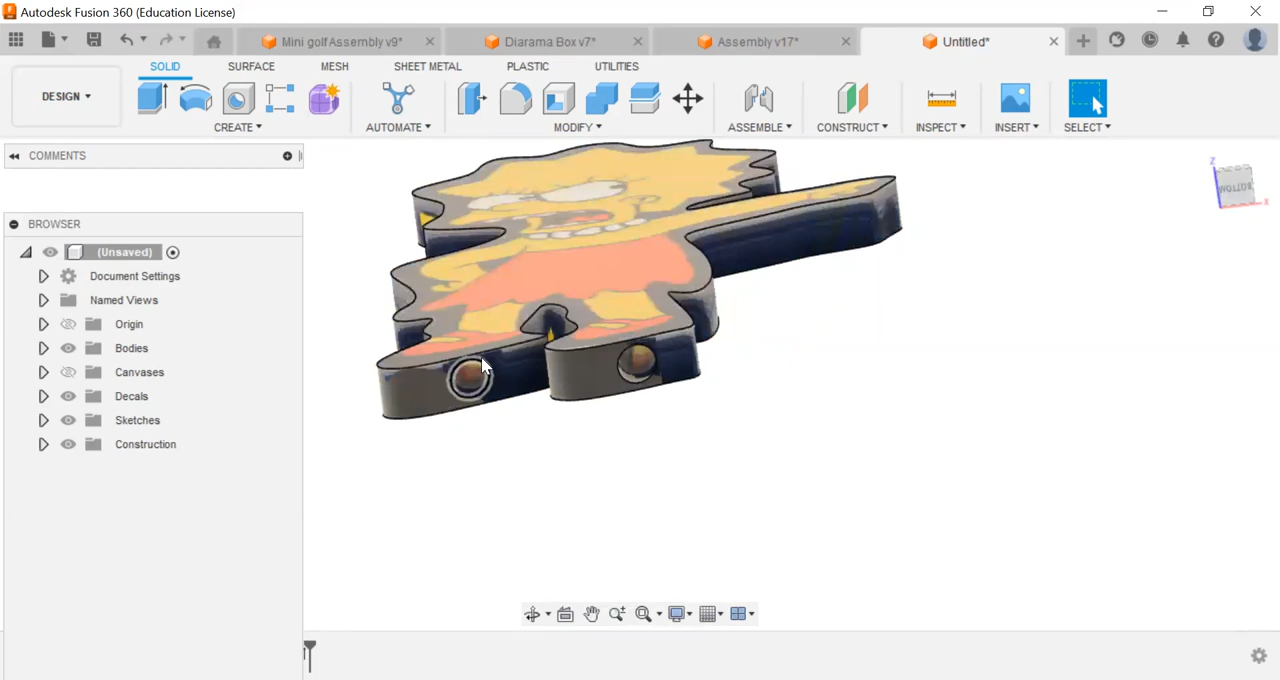 Autodesk Fusion 360 (Education License)
Mini golf Assembly v9*
Diarama Box v7*
Assembly v17*
Untitled*
DESIGN
SOLID
SURFACE
MESH
SHEET METAL
PLASTIC
UTILITIES
CREATE
AUTOMATE
MODIFY
ASSEMBLE
CONSTRUCT
INSPECT
INSERT
SELECT
COMMENTS
BROWSER
(Unsaved)
Document Settings
Named Views
Origin
Bodies
Canvases
Decals
Sketches
Construction
Z
BOTTOM
X